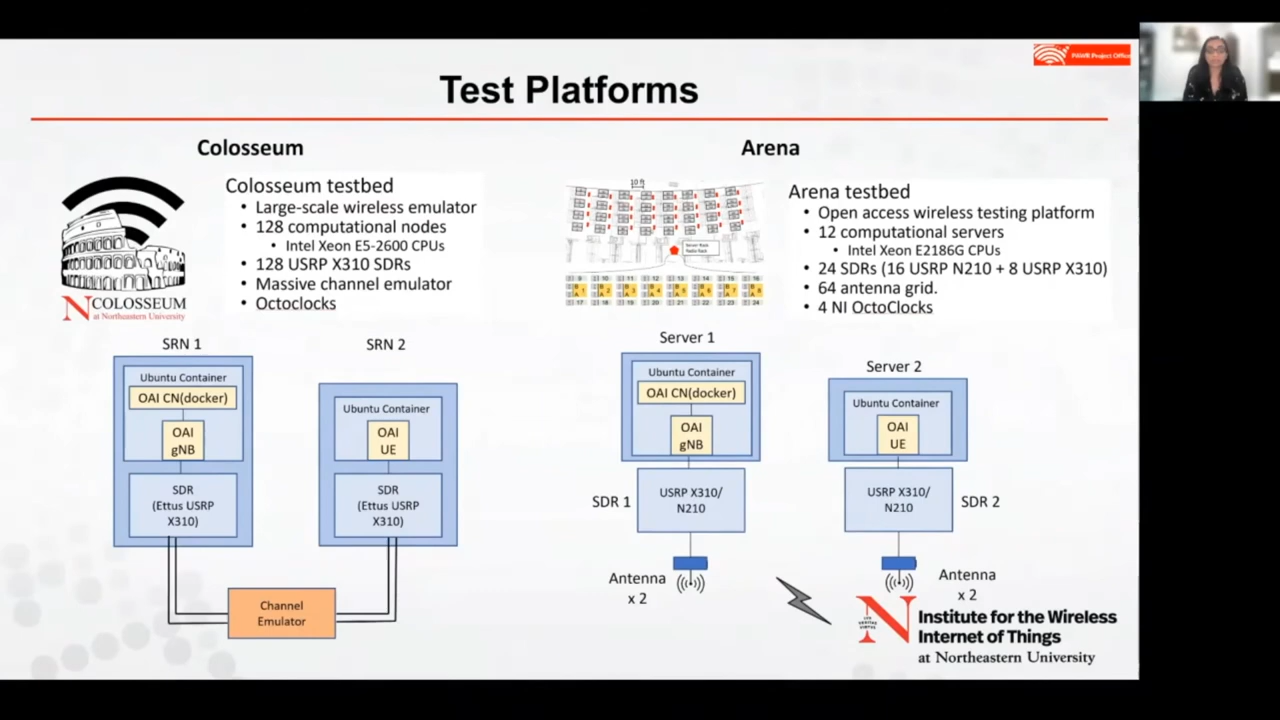 PAWR Project Office
Test Platforms
Colosseum
Colosseum testbed
• Large-scale wireless emulator
• 128 computational nodes
• Intel Xeon E5-2600 CPUs
• 128 USRP X310 SDRs
• Massive channel emulator
• Octoclocks
COLOSSEUM
at Northeastern University
Arena
10 ft
Arena testbed
• Open access wireless testing platform
• 12 computational servers
• Intel Xeon E2186G CPUs
• 24 SDRs (16 USRP N210 + 8 USRP X310)
• 64 antenna grid.
• 4 NI OctoClocks
SRN 1
Ubuntu Container
OAI CN(docker)
OAI
gNB
SDR
(Ettus USRP
X310)
SRN 2
Ubuntu Container
OAI
UE
SDR
(Ettus USRP
X310)
Channel
Emulator
Server 1
Ubuntu Container
OAI CN(docker)
OAI
gNB
SDR 1
USRP X310/
N210
Antenna
x 2
Server 2
Ubuntu Container
OAI
UE
USRP X310/
N210
SDR 2
Antenna
x 2
N
Institute for the Wireless
Internet of Things
at Northeastern University